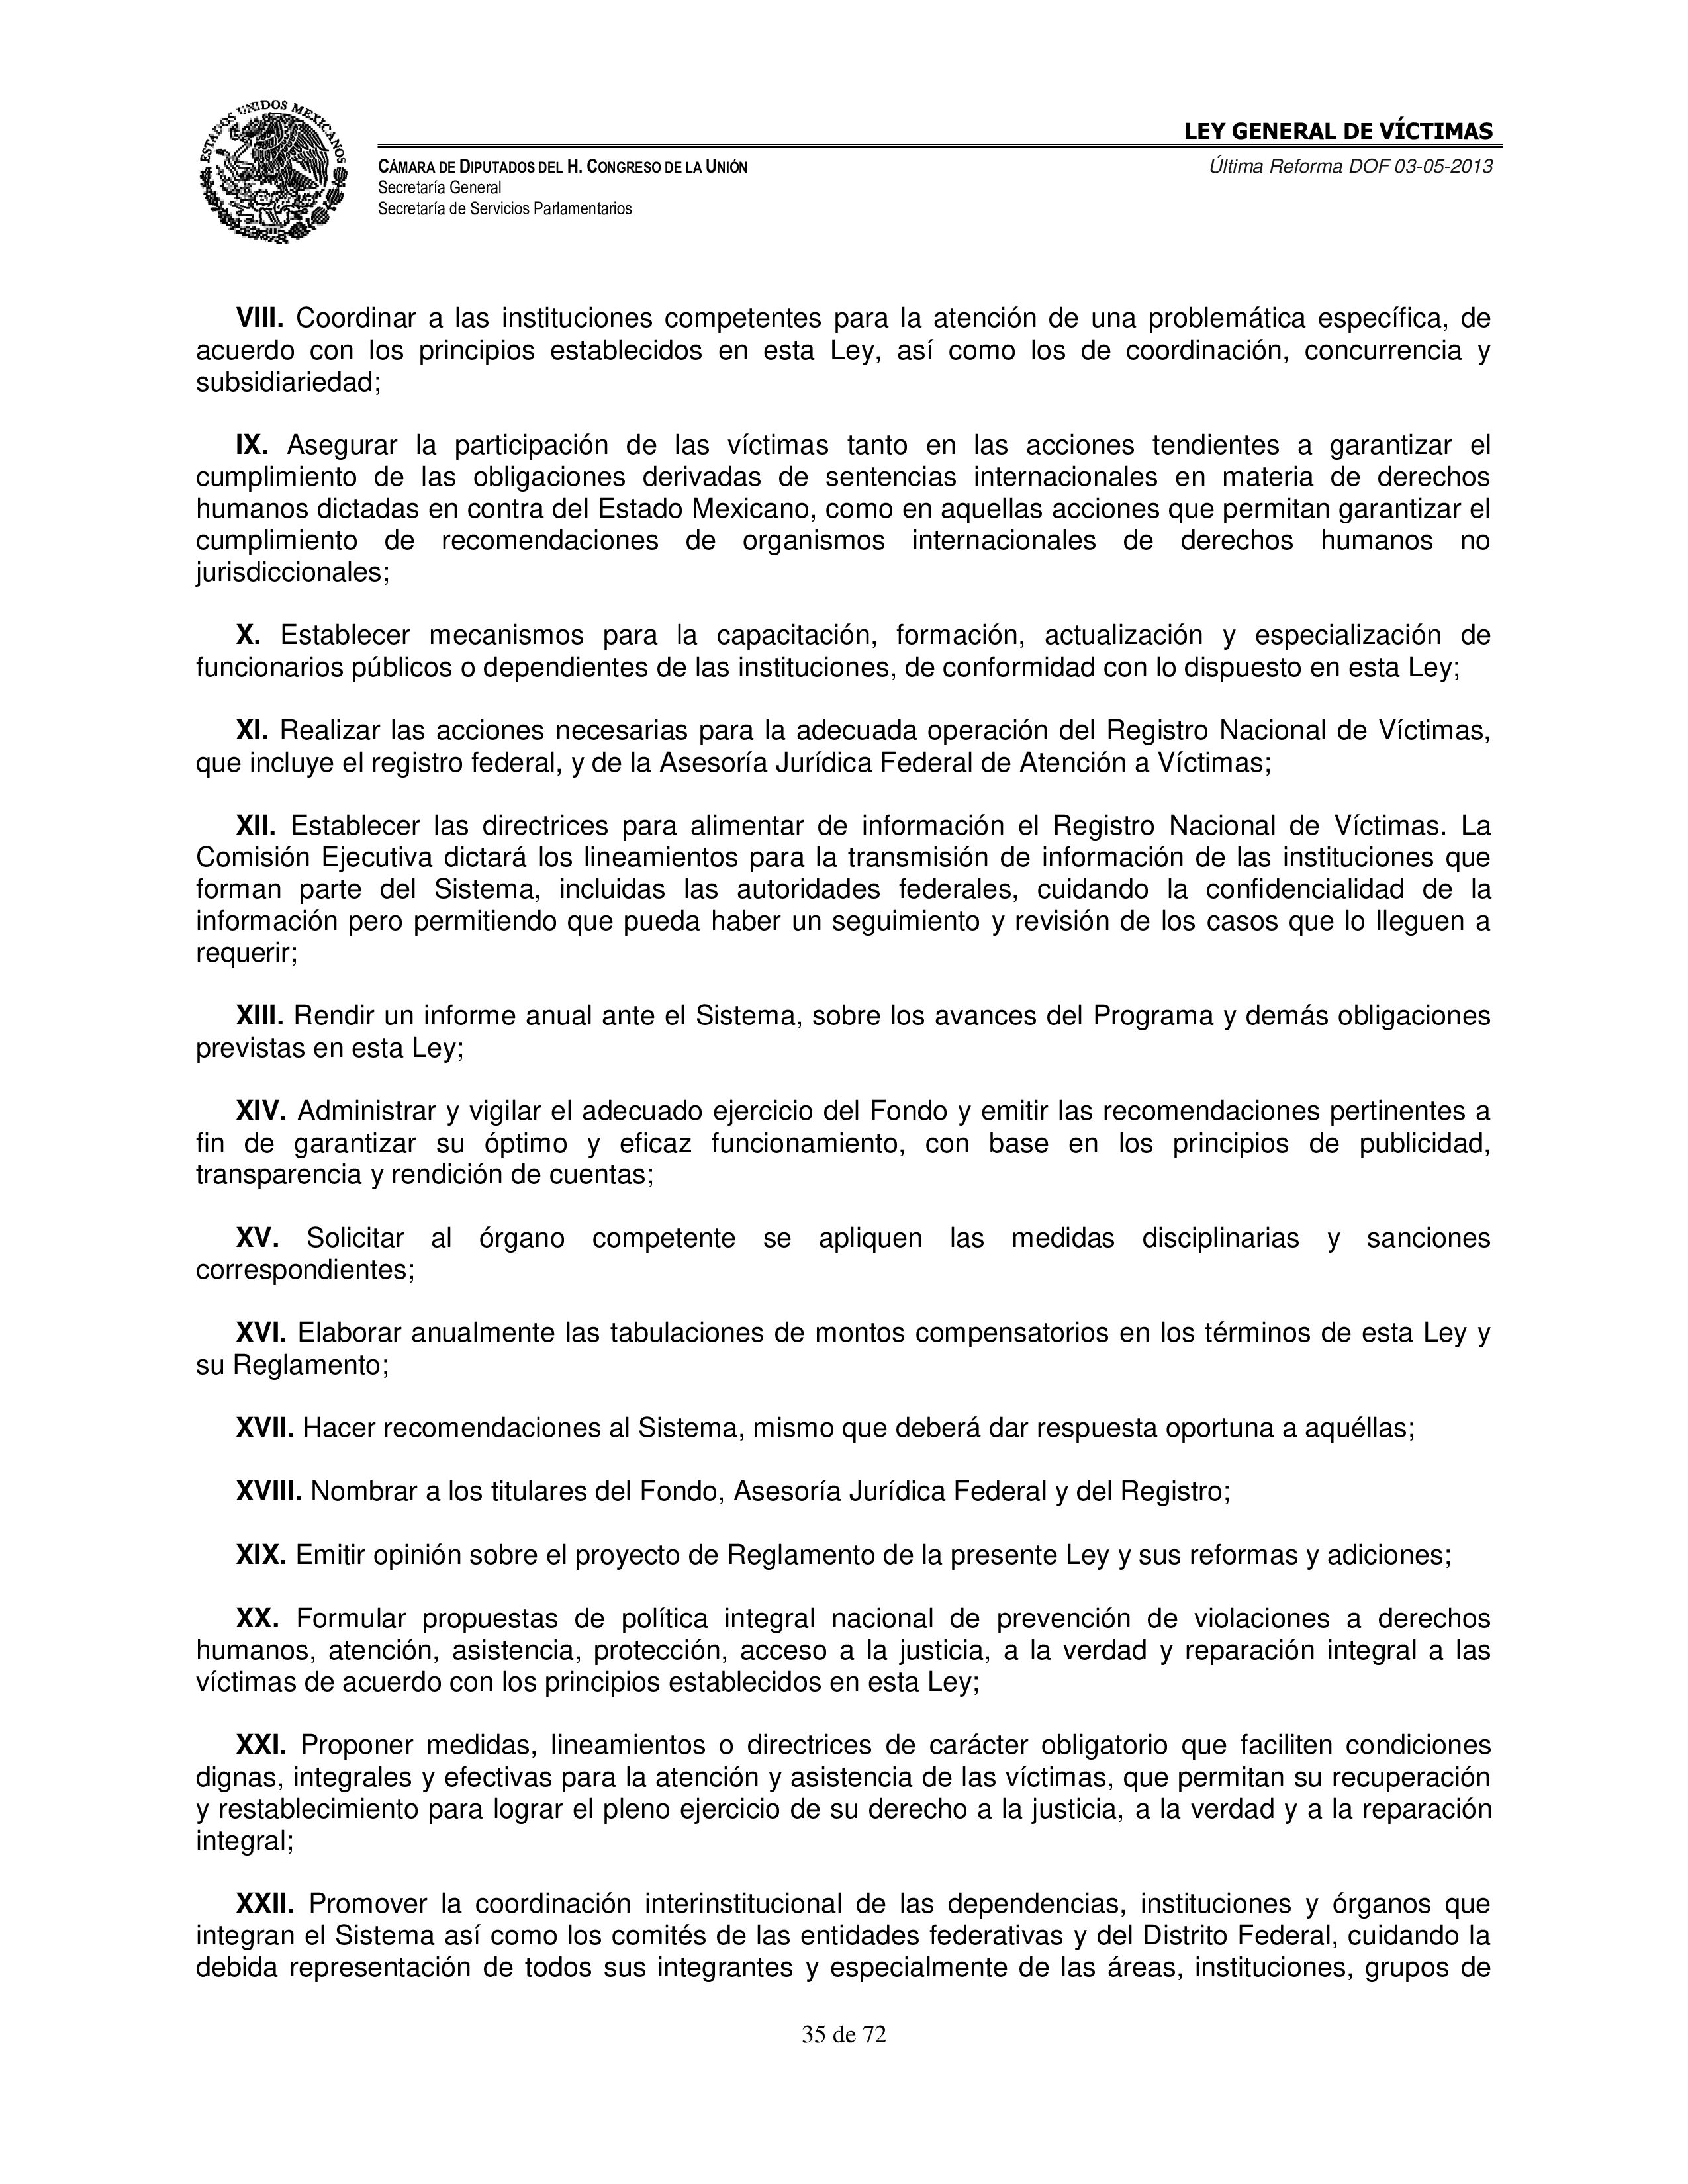 ESTADOS UNIDOS MEXICANOS
LEY GENERAL DE VÍCTIMAS
CÁMARA DE DIPUTADOS DEL H. CONGRESO DE LA UNIÓN
Última Reforma DOF 03-05-2013
Secretaría General
Secretaría de Servicios Parlamentarios
VIII. Coordinar a las instituciones competentes para la atención de una problemática específica, de
acuerdo con los principios establecidos en esta Ley, así como los de coordinación, concurrencia y
subsidiariedad;
IX. Asegurar la participación de las víctimas tanto en las acciones tendientes a garantizar el
cumplimiento de las obligaciones derivadas de sentencias internacionales en materia de derechos
humanos dictadas en contra del Estado Mexicano, como en aquellas acciones que permitan garantizar el
cumplimiento de recomendaciones de organismos internacionales de derechos humanos no
jurisdiccionales;
X. Establecer mecanismos para la capacitación, formación, actualización y especialización de
funcionarios públicos o dependientes de las instituciones, de conformidad con lo dispuesto en esta Ley;
XI. Realizar las acciones necesarias para la adecuada operación del Registro Nacional de Víctimas,
que incluye el registro federal, y de la Asesoría Jurídica Federal de Atención a Víctimas;
XII. Establecer las directrices para alimentar de información el Registro Nacional de Víctimas. La
Comisión Ejecutiva dictará los lineamientos para la transmisión de información de las instituciones que
forman parte del Sistema, incluidas las autoridades federales, cuidando la confidencialidad de la
información pero permitiendo que pueda haber un seguimiento y revisión de los casos que lo lleguen a
requerir;
XIII. Rendir un informe anual ante el Sistema, sobre los avances del Programa y demás obligaciones
previstas en esta Ley;
XIV. Administrar y vigilar el adecuado ejercicio del Fondo y emitir las recomendaciones pertinentes a
fin de garantizar su óptimo y eficaz funcionamiento, con base en los principios de publicidad,
transparencia y rendición de cuentas;
XV. Solicitar al órgano competente se apliquen las medidas disciplinarias y sanciones
correspondientes;
XVI. Elaborar anualmente las tabulaciones de montos compensatorios en los términos de esta Ley y
su Reglamento;
XVII. Hacer recomendaciones al Sistema, mismo que deberá dar respuesta oportuna a aquéllas;
XVIII. Nombrar a los titulares del Fondo, Asesoría Jurídica Federal y del Registro;
XIX. Emitir opinión sobre el proyecto de Reglamento de la presente Ley y sus reformas y adiciones;
XX. Formular propuestas de política integral nacional de prevención de violaciones a derechos
humanos, atención, asistencia, protección, acceso a la justicia, a la verdad y reparación integral a las
víctimas de acuerdo con los principios establecidos en esta Ley;
XXI. Proponer medidas, lineamientos o directrices de carácter obligatorio que faciliten condiciones
dignas, integrales y efectivas para la atención y asistencia de las víctimas, que permitan su recuperación
y restablecimiento para lograr el pleno ejercicio de su derecho a la justicia, a la verdad y a la reparación
integral;
XXII. Promover la coordinación interinstitucional de las dependencias, instituciones y órganos que
integran el Sistema así como los comités de las entidades federativas y del Distrito Federal, cuidando la
debida representación de todos sus integrantes y especialmente de las áreas, instituciones, grupos de
35 de 72